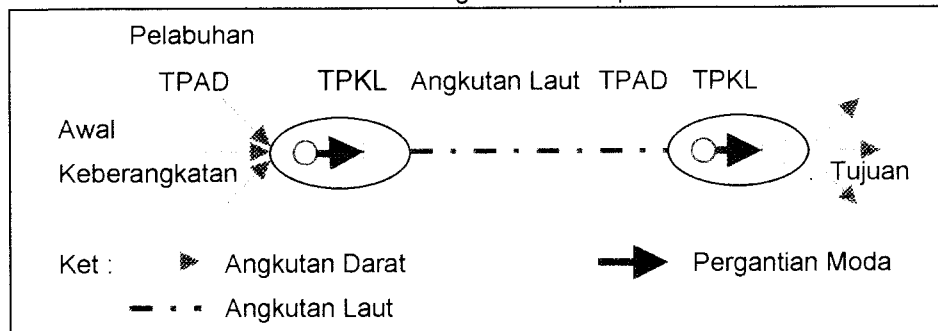 Pelabuhan
TPAD TPKL Angkutan Laut TPAD TPKL
Awal
Keberangkatan
Tujuan
Ket : Angkutan Darat Pergantian Moda
Angkutan Laut